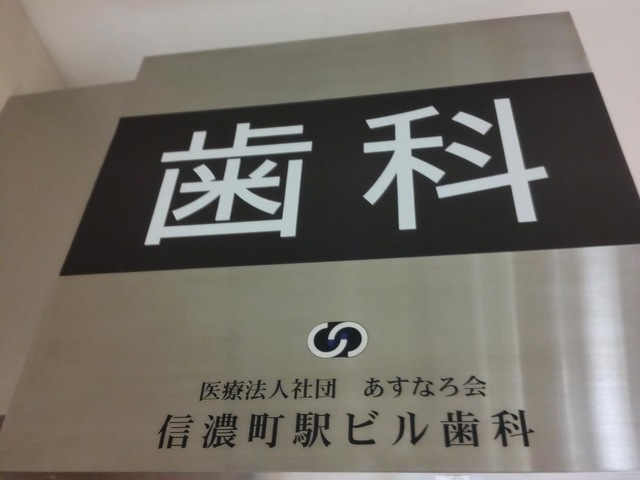 歯科
医療法人社団　あすなろ会
信濃町駅ビル歯科